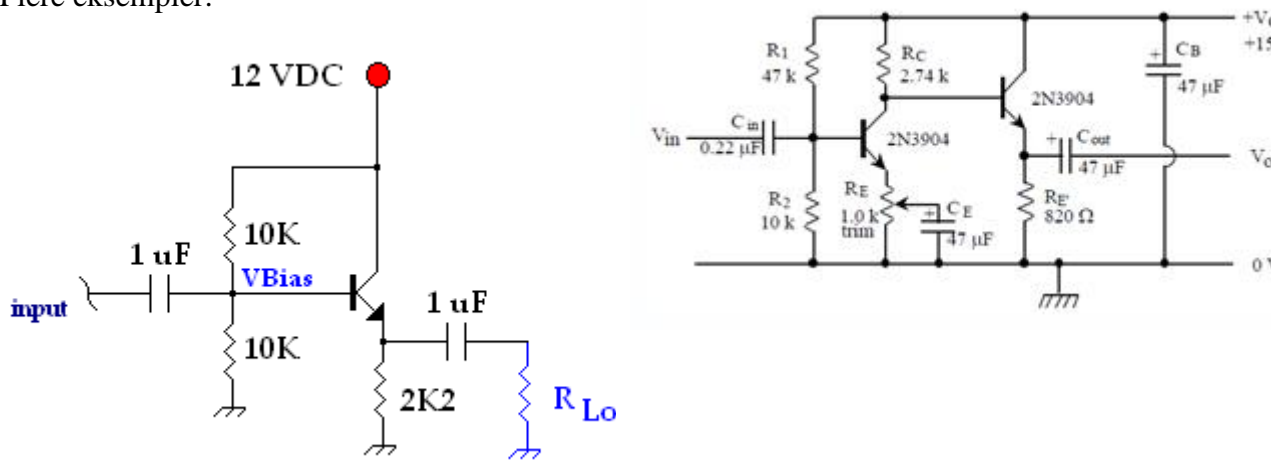 12 VDC
10K
1 uF
VBias
input
10K
1 uF
2K2
R Lo
R1
47 k
RC
2.74 k
+
CB
47 μF
2N3904
Vin
Cin
0.22 μF
2N3904
+
Cout
47 μF
R2
10 k
RE
1.0 k
trim
+
CE
47 μF
RE'
820 Ω
+15
0